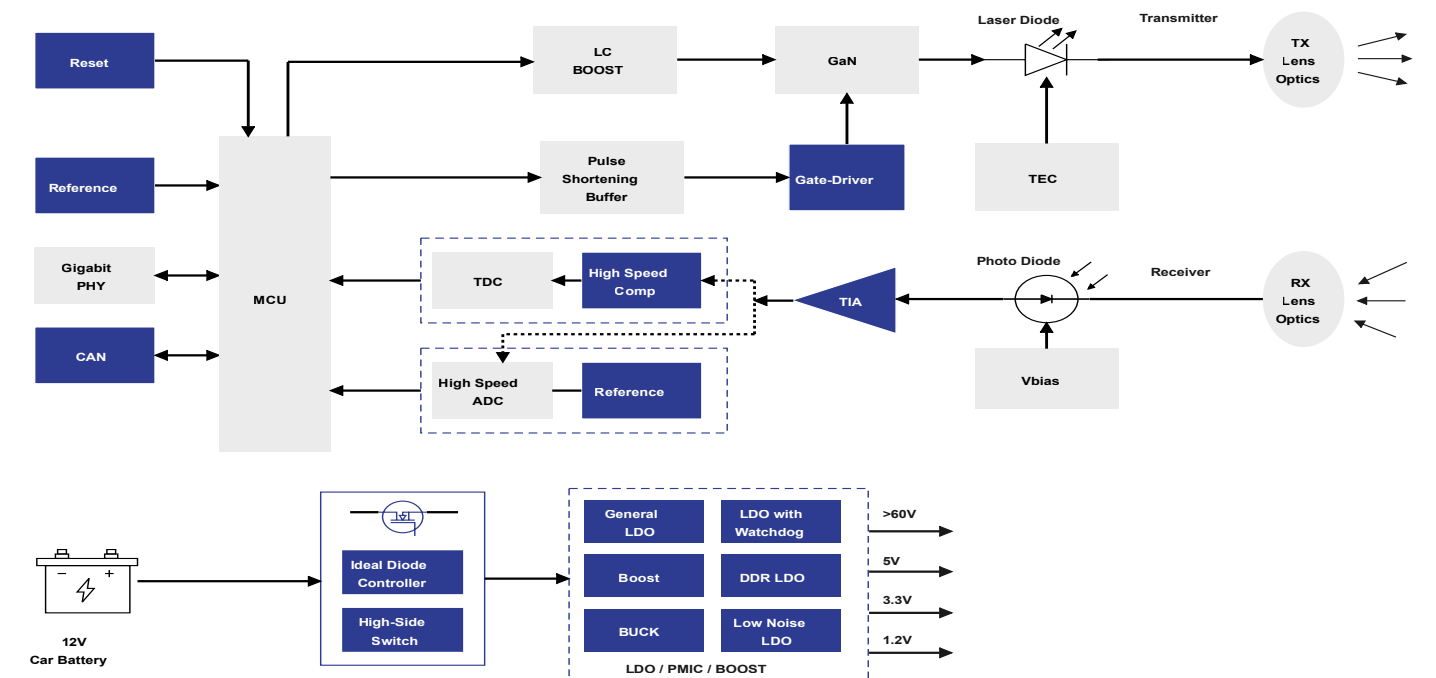 Laser Diode
Transmitter
Reset
LC
BOOST
GaN
TX
Lens
Optics
Reference
Pulse
Shortening
Buffer
Gate-Driver
TEC
Gigabit
PHY
MCU
TDC
High Speed
Comp
TIA
Photo Diode
Receiver
RX
Lens
Optics
CAN
High Speed
ADC
Reference
Vbias
12V
Car Battery
Ideal Diode
Controller
High-Side
Switch
General
LDO
LDO with
Watchdog
Boost
DDR LDO
BUCK
Low Noise
LDO
LDO / PMIC / BOOST
>60V
5V
3.3V
1.2V